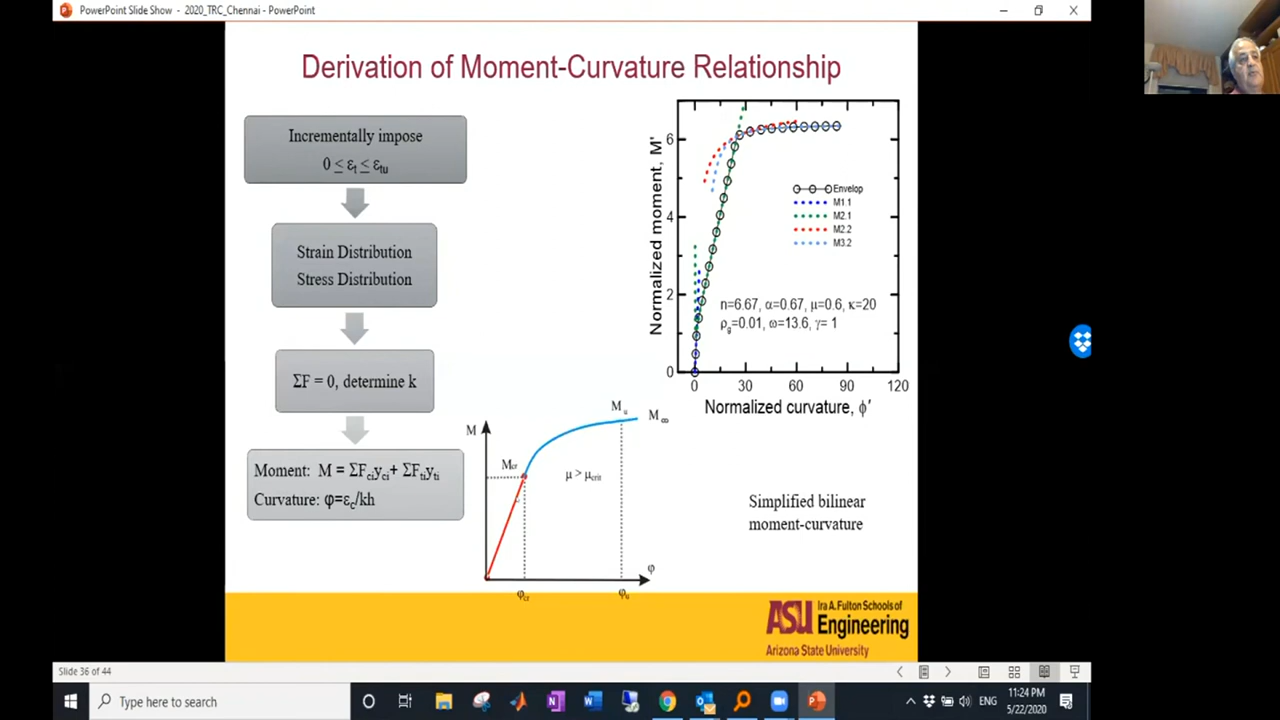 PowerPoint Slide Show - 2020_TRC_Chennai - PowerPoint
Derivation of Moment-Curvature Relationship
Incrementally impose
0 ≤ εt ≤ εtu
Strain Distribution
Stress Distribution
ΣF = 0, determine k
Moment: M = ΣFciyci+ ΣFtiyti
Curvature: φ=εc/kh
Normalized moment, M'
6
4
2
0
Envelop
M1.1
M2.1
M2.2
M3.2
n=6.67, α=0.67, μ=0.6, κ=20
ρg=0.01, ω=13.6, γ= 1
0 30 60 90 120
Normalized curvature, ϕ'
M
Mu
M∞
Mcr
μ > μcrit
φ
φcr
φu
Simplified bilinear
moment-curvature
ASU Ira A. Fulton Schools of
Engineering
Arizona State University
Slide 36 of 44
Type here to search
ENG
11:24 PM
5/22/2020